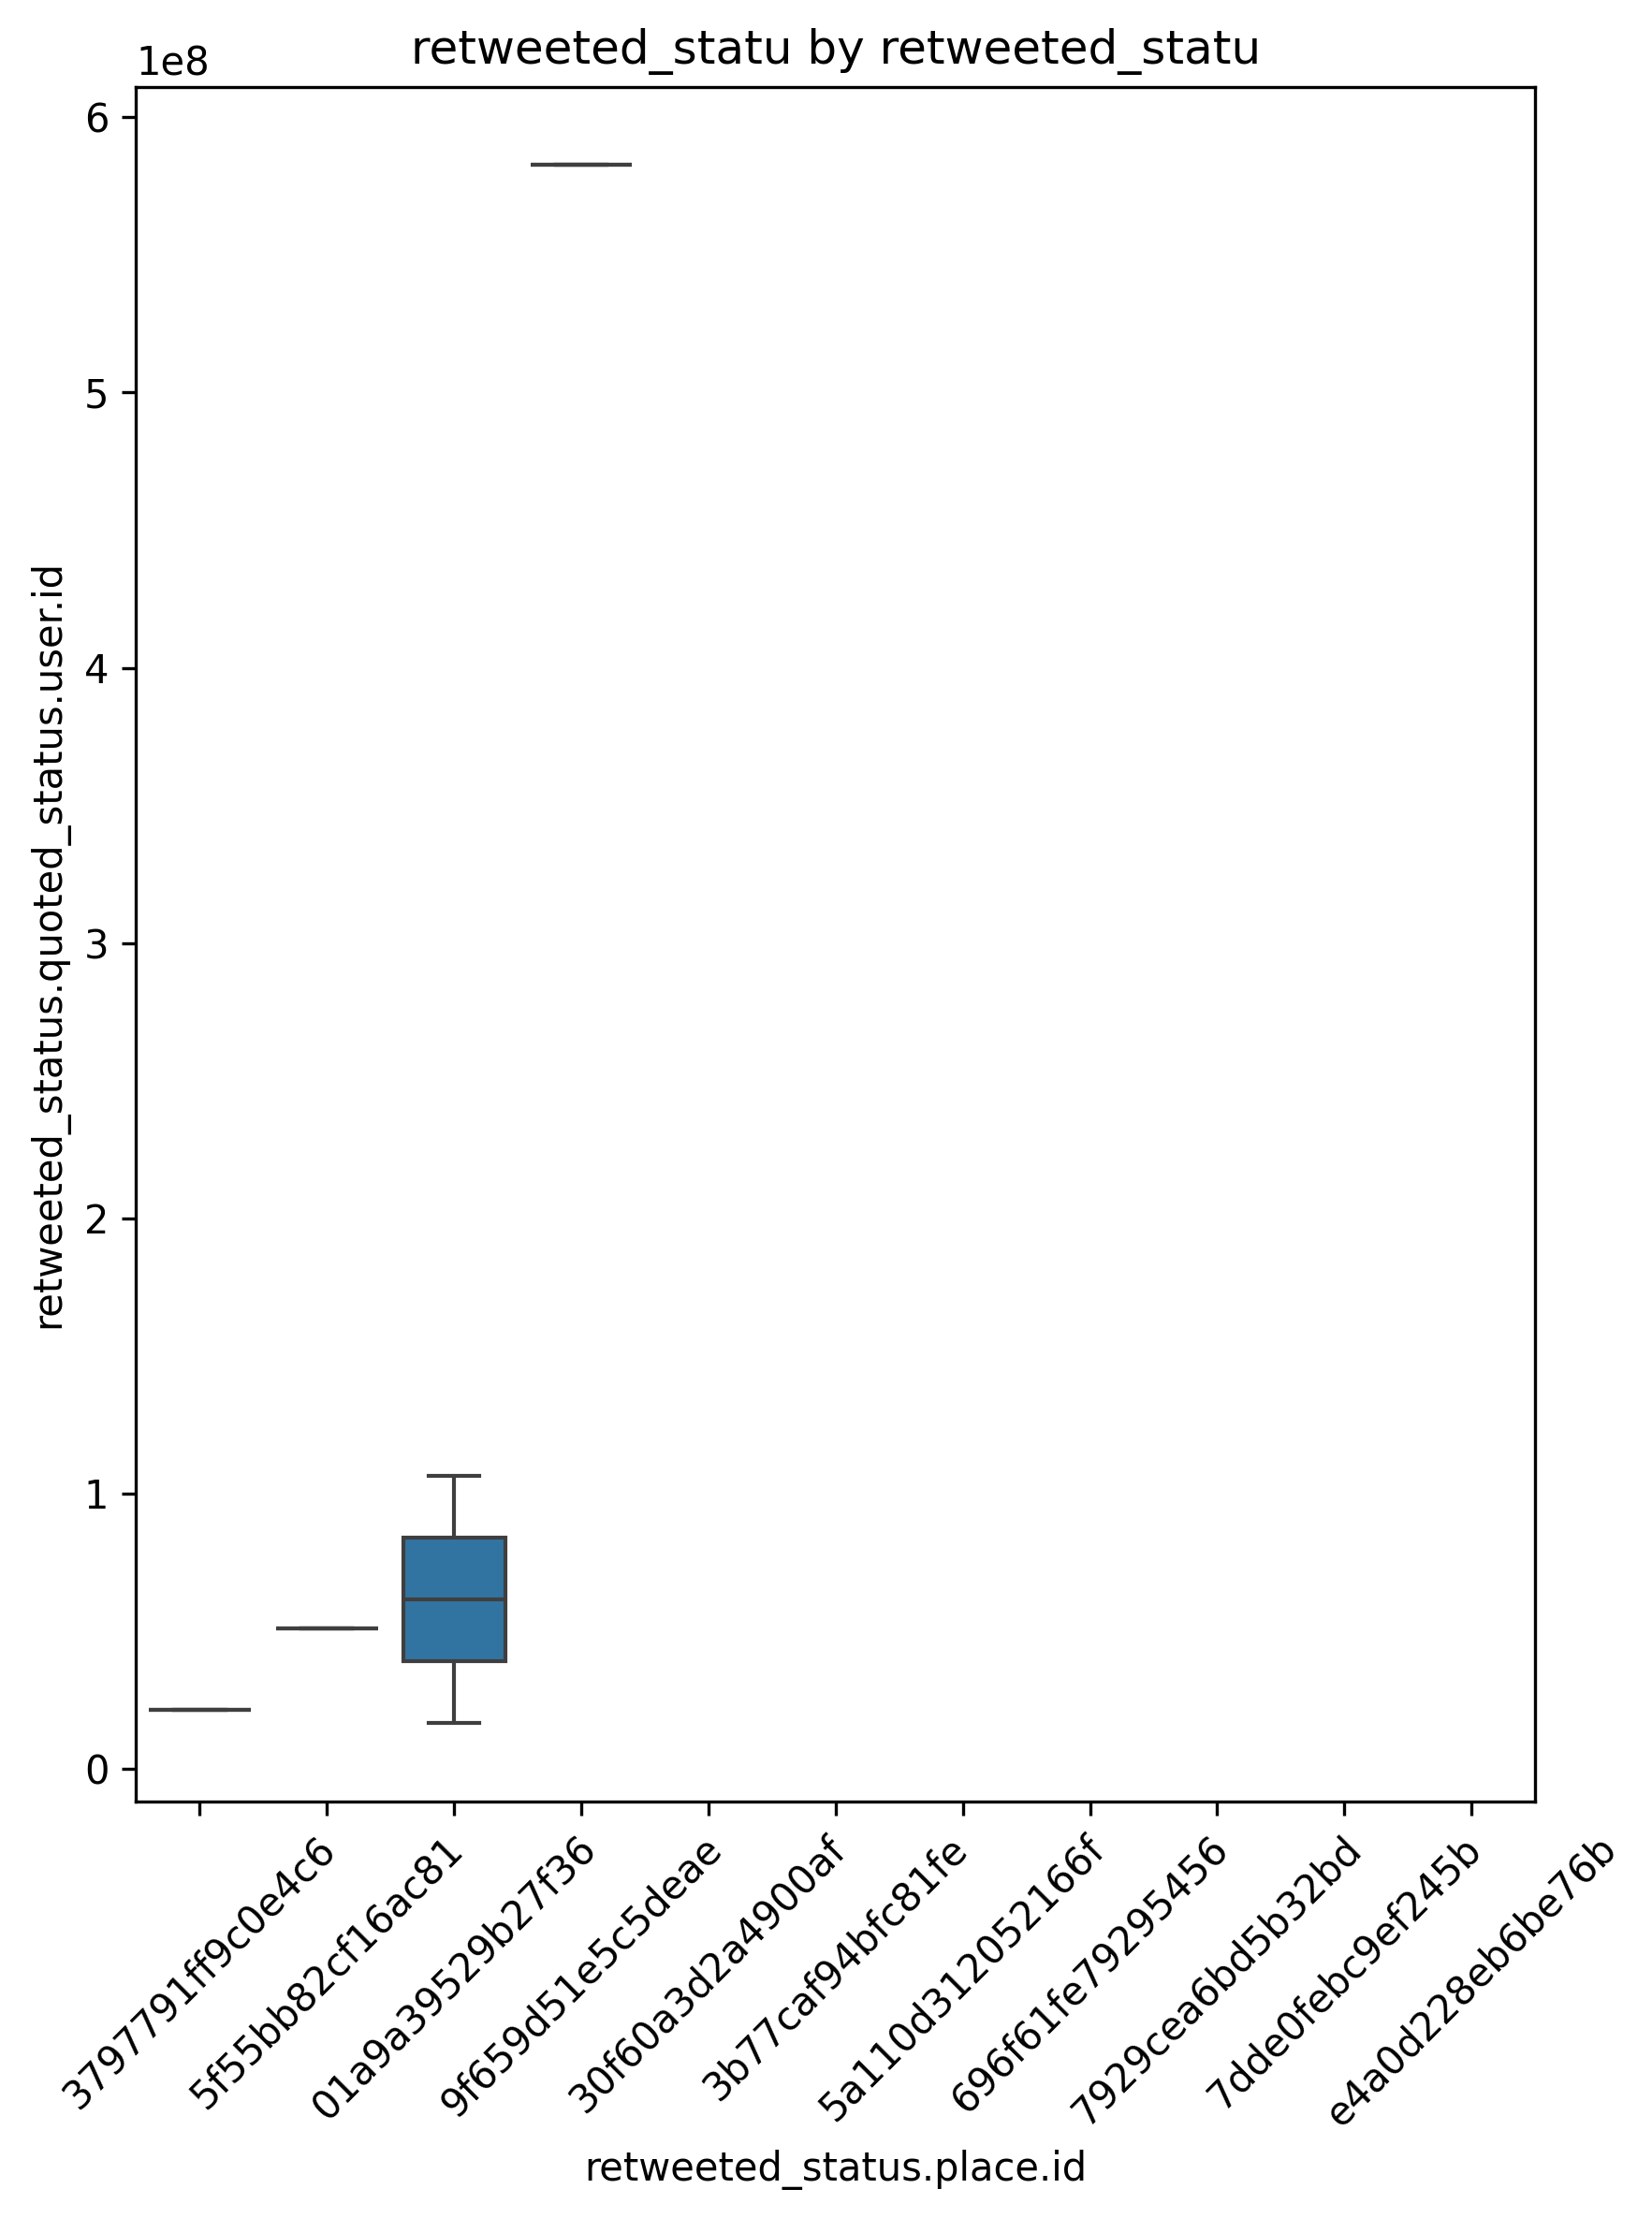 retweeted_statu by retweeted_statu
1e8
6
5
4
3
2
1
0
retweeted_status.quoted_status.user.id
379791ff9c0e4c6
5f55bb82cf16ac81
01a9a39529b27f36
9f659d51e5c5deae
30f60a3d2a4900af
3b77caf94bfc81fe
5a110d312052166f
696f61fe79295456
7929cea6bd5b32bd
7dde0febc9ef245b
e4a0d228eb6be76b
retweeted_status.place.id